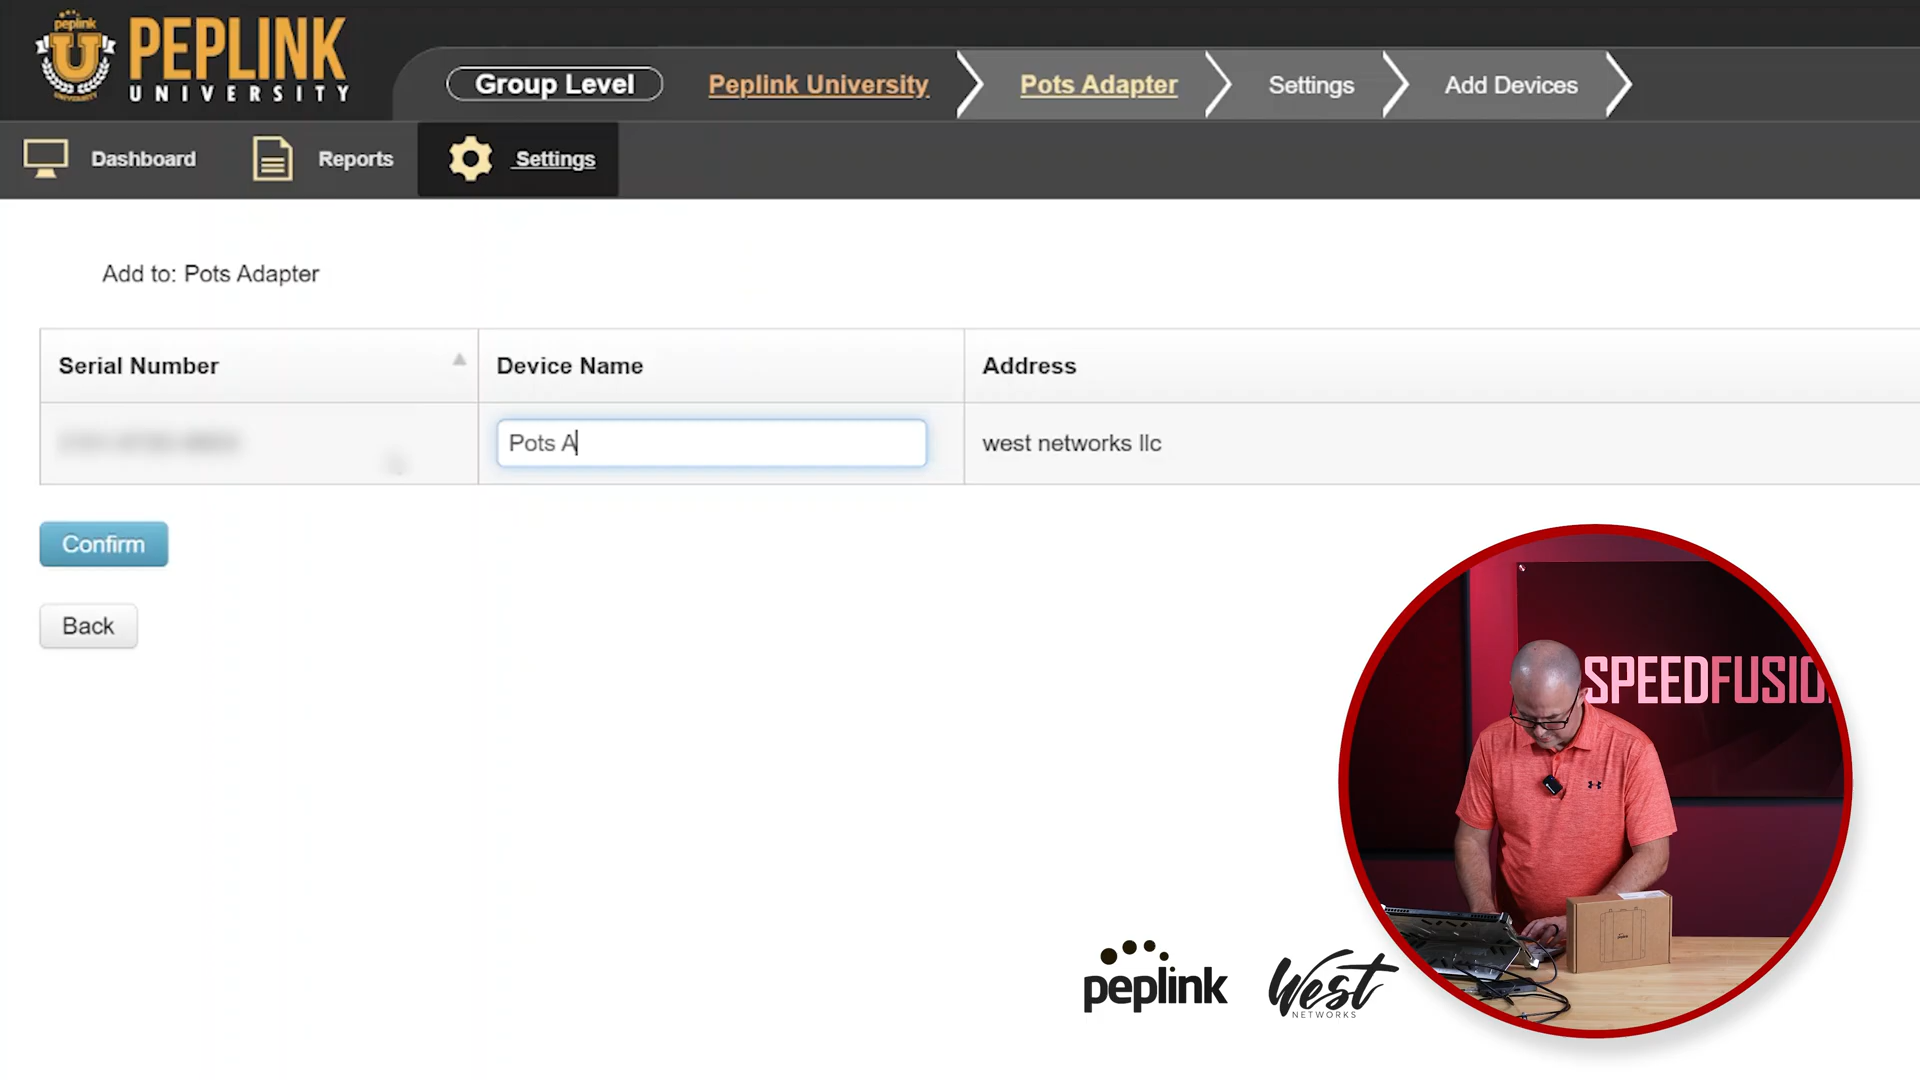 peplink
U
UNIVERSITY
PEPLINK
UNIVERSITY
Group Level
Peplink University
Pots Adapter
Settings
Add Devices
Dashboard
Reports
Settings
Add to: Pots Adapter
Serial Number
Device Name
Address
Pots A
west networks llc
Confirm
Back
SPEEDFUSIO
peplink
West
NETWORKS